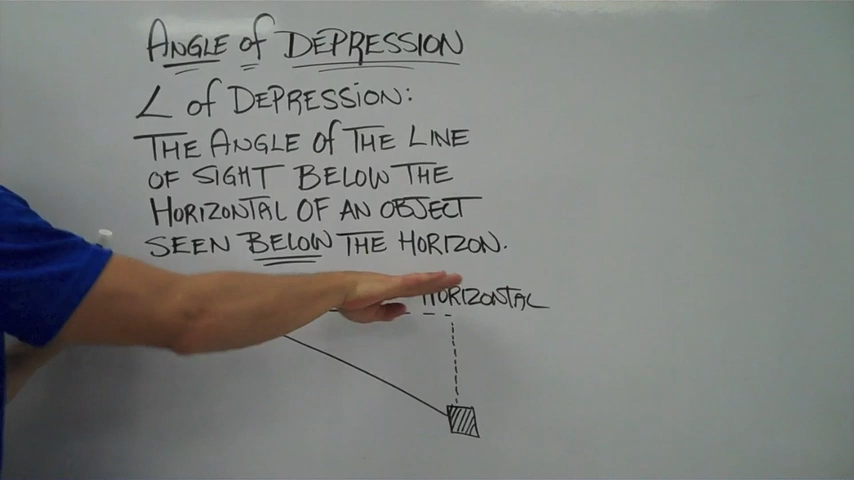 ANGLE of DEPRESSION
∠ of DEPRESSION:
THE ANGLE of THE LINE
OF SIGHT BELOW THE
HORIZONTAL OF AN OBJECT
SEEN BELOW THE HORIZON.
HORIZONTAL